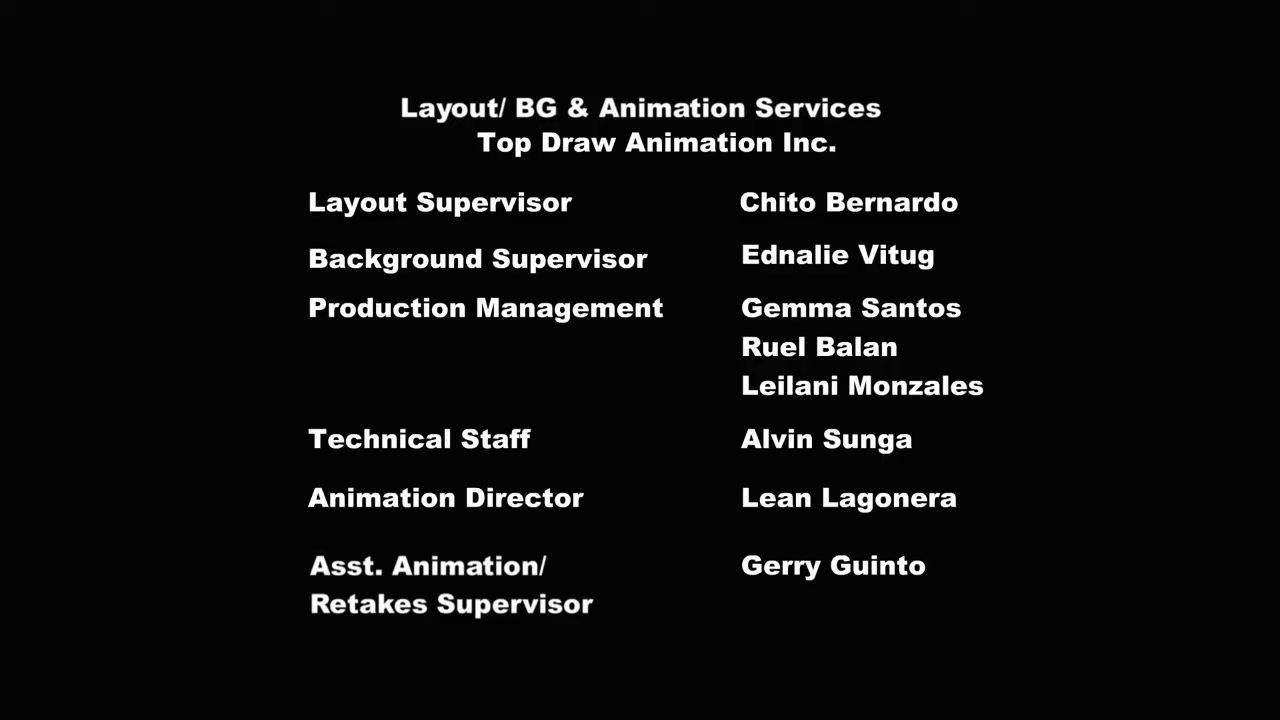 Layout/ BG & Animation Services
Top Draw Animation Inc.
Layout Supervisor Chito Bernardo
Background Supervisor Ednalie Vitug
Production Management Gemma Santos
Ruel Balan
Leilani Monzales
Technical Staff Alvin Sunga
Animation Director Lean Lagonera
Asst. Animation/ Gerry Guinto
Retakes Supervisor